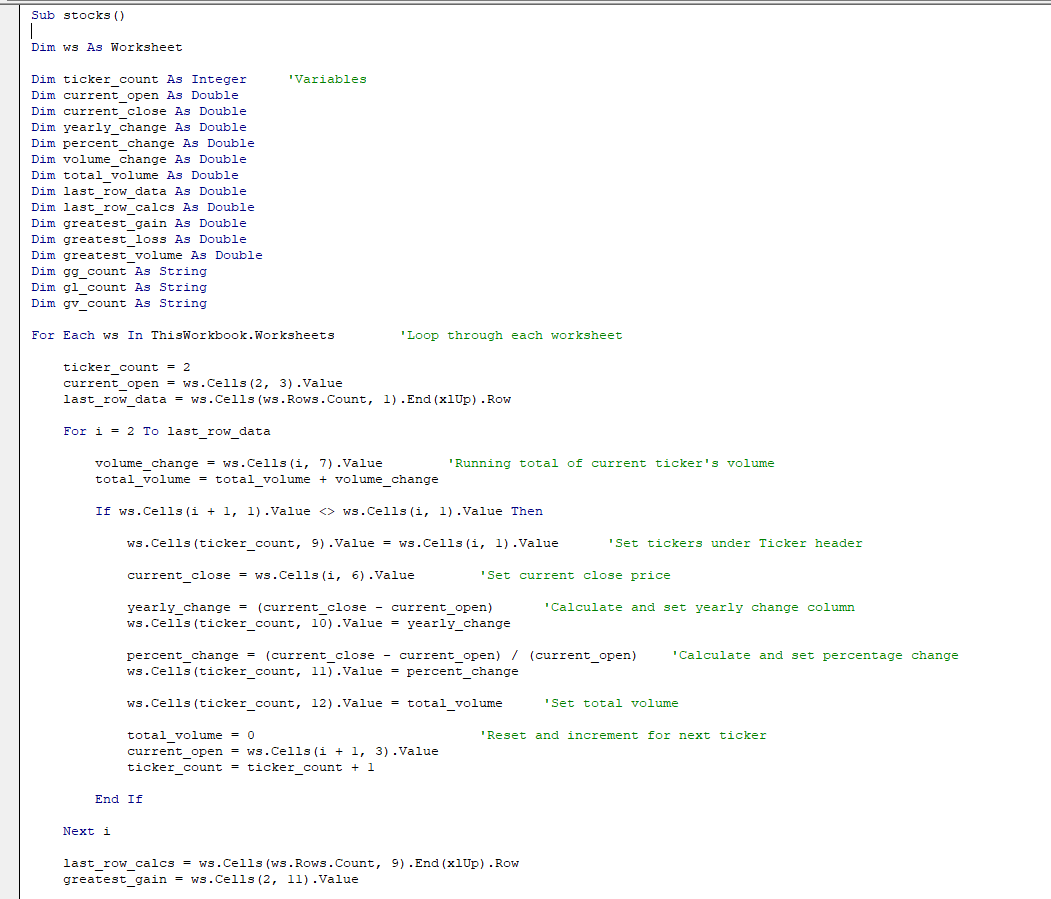 Sub stocks()
Dim ws As Worksheet
Dim ticker_count As Integer     'Variables
Dim current_open As Double
Dim current_close As Double
Dim yearly_change As Double
Dim percent_change As Double
Dim volume_change As Double
Dim total_volume As Double
Dim last_row_data As Double
Dim last_row_calcs As Double
Dim greatest_gain As Double
Dim greatest_loss As Double
Dim greatest_volume As Double
Dim gg_count As String
Dim gl_count As String
Dim gv_count As String
For Each ws In ThisWorkbook.Worksheets        'Loop through each worksheet
    ticker_count = 2
    current_open = ws.Cells(2, 3).Value
    last_row_data = ws.Cells(ws.Rows.Count, 1).End(xlUp).Row
    For i = 2 To last_row_data
        volume_change = ws.Cells(i, 7).Value        'Running total of current ticker's volume
        total_volume = total_volume + volume_change
        If ws.Cells(i + 1, 1).Value <> ws.Cells(i, 1).Value Then
            ws.Cells(ticker_count, 9).Value = ws.Cells(i, 1).Value      'Set tickers under Ticker header
            current_close = ws.Cells(i, 6).Value        'Set current close price
            yearly_change = (current_close - current_open)      'Calculate and set yearly change column
            ws.Cells(ticker_count, 10).Value = yearly_change
            percent_change = (current_close - current_open) / (current_open)    'Calculate and set percentage change
            ws.Cells(ticker_count, 11).Value = percent_change
            ws.Cells(ticker_count, 12).Value = total_volume     'Set total volume
            total_volume = 0                            'Reset and increment for next ticker
            current_open = ws.Cells(i + 1, 3).Value
            ticker_count = ticker_count + 1
        End If
    Next i
    last_row_calcs = ws.Cells(ws.Rows.Count, 9).End(xlUp).Row
    greatest_gain = ws.Cells(2, 11).Value